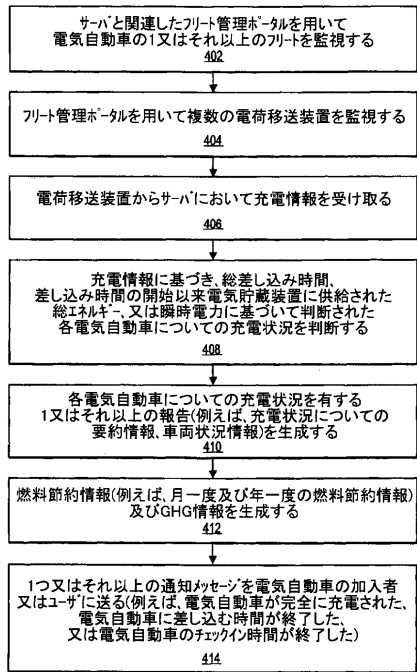 サーバと関連したフリート管理ポータルを用いて
電気自動車の1又はそれ以上のフリートを監視する
402
フリート管理ポータルを用いて複数の電荷移送装置を監視する
404
電荷移送装置からサーバにおいて充電情報を受け取る
406
充電情報に基づき、総差し込み時間、
差し込み時間の開始以来電気貯蔵装置に供給された
総エネルギー、又は瞬時電力に基づいて判断された
各電気自動車についての充電状況を判断する
408
各電気自動車についての充電状況を有する
1又はそれ以上の報告(例えば、充電状況についての
要約情報、車両状況情報)を生成する
410
燃料節約情報(例えば、月一度及び年一度の燃料節約情報)
及びGHG情報を生成する
412
1つ又はそれ以上の通知メッセージを電気自動車の加入者
又はユーザに送る(例えば、電気自動車が完全に充電された、
電気自動車に差し込む時間が終了した、
又は電気自動車のチェックイン時間が終了した)
414